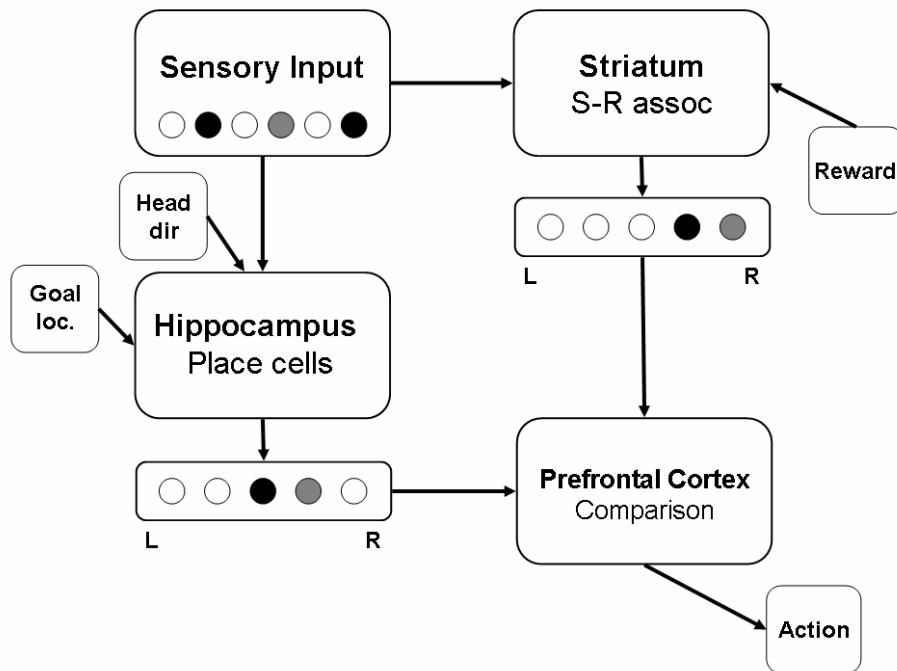 Sensory Input
Striatum
S-R assoc
Reward
Head
dir
L R
Goal
loc.
Hippocampus
Place cells
Prefrontal Cortex
Comparison
L R
Action